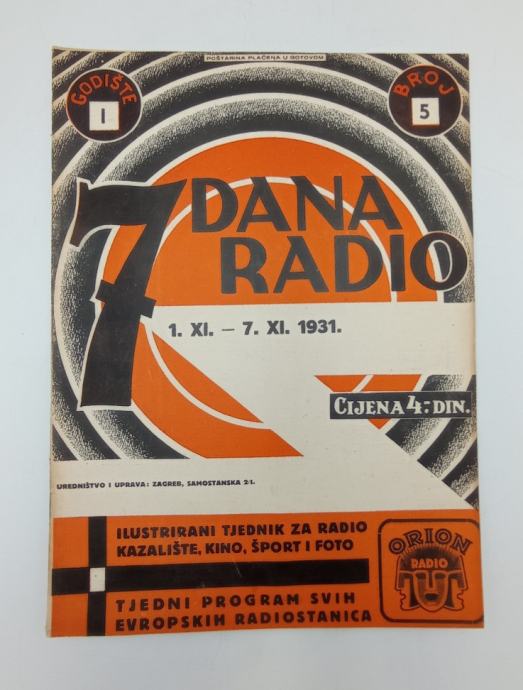 POŠTARINA PLAĆENA U GOTOVOM
GODIŠTE
I
BROJ
5
7 DANA
RADIO
1. XI. – 7. XI. 1931.
CIJENA 4:- DIN.
UREDNIŠTVO I UPRAVA: ZAGREB, SAMOSTANSKA 2/I.
ILUSTRIRANI TJEDNIK ZA RADIO
KAZALIŠTE, KINO, ŠPORT I FOTO
TJEDNI PROGRAM SVIH
EVROPSKIH RADIOSTANICA
ORION
RADIO